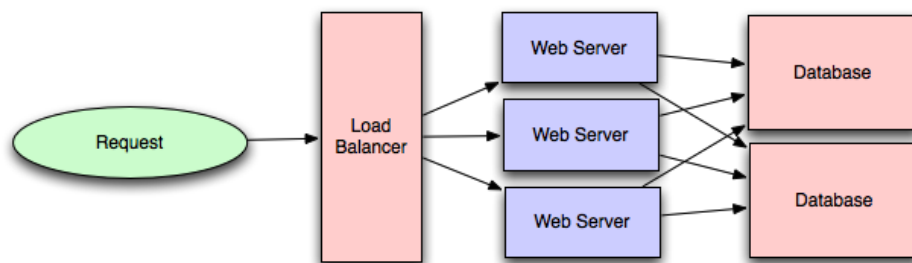 Request
Load
Balancer
Web Server
Web Server
Web Server
Database
Database